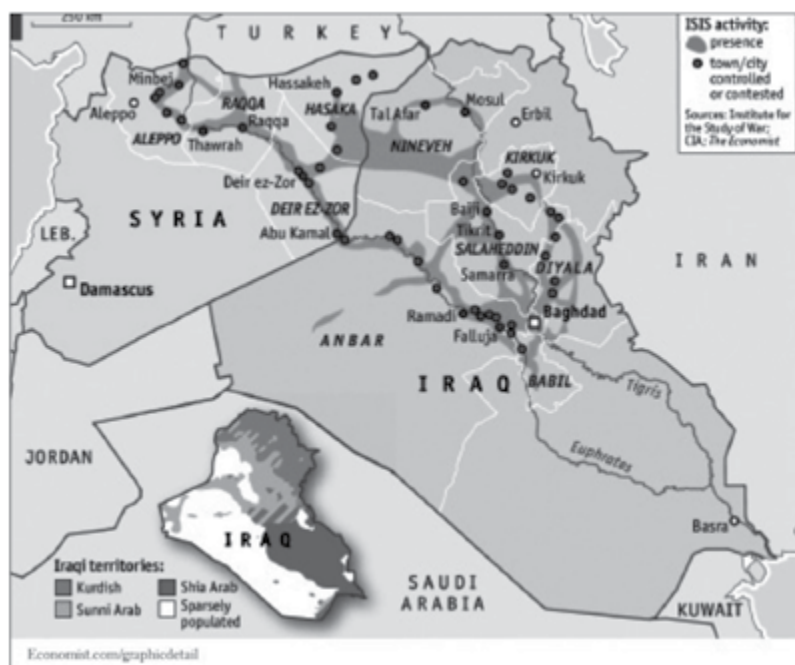 250 km
TURKEY
ISIS activity:
presence
town/city
controlled
or contested
Sources: Institute for
the Study of War;
CIA; The Economist
Minbej
Hassakeh
Aleppo
RAQQA
HASAKA
Tal Afar
Mosul
Erbil
ALEPPO
Raqqa
Thawrah
NINEVEH
KIRKUK
Kirkuk
Deir ez-Zor
DEIR EZ-ZOR
Baiji
SYRIA
Abu Kamal
Tikrit
SALAHEDDIN
LEB.
Samarra
DIYALA
IRAN
Damascus
Ramadi
Baghdad
ANBAR
Falluja
IRAQ
BABIL
Tigris
JORDAN
Euphrates
Basra
IRAQ
Iraqi territories:
Kurdish
Shia Arab
Sunni Arab
Sparsely
populated
SAUDI
ARABIA
KUWAIT
Economist.com/graphicdetail